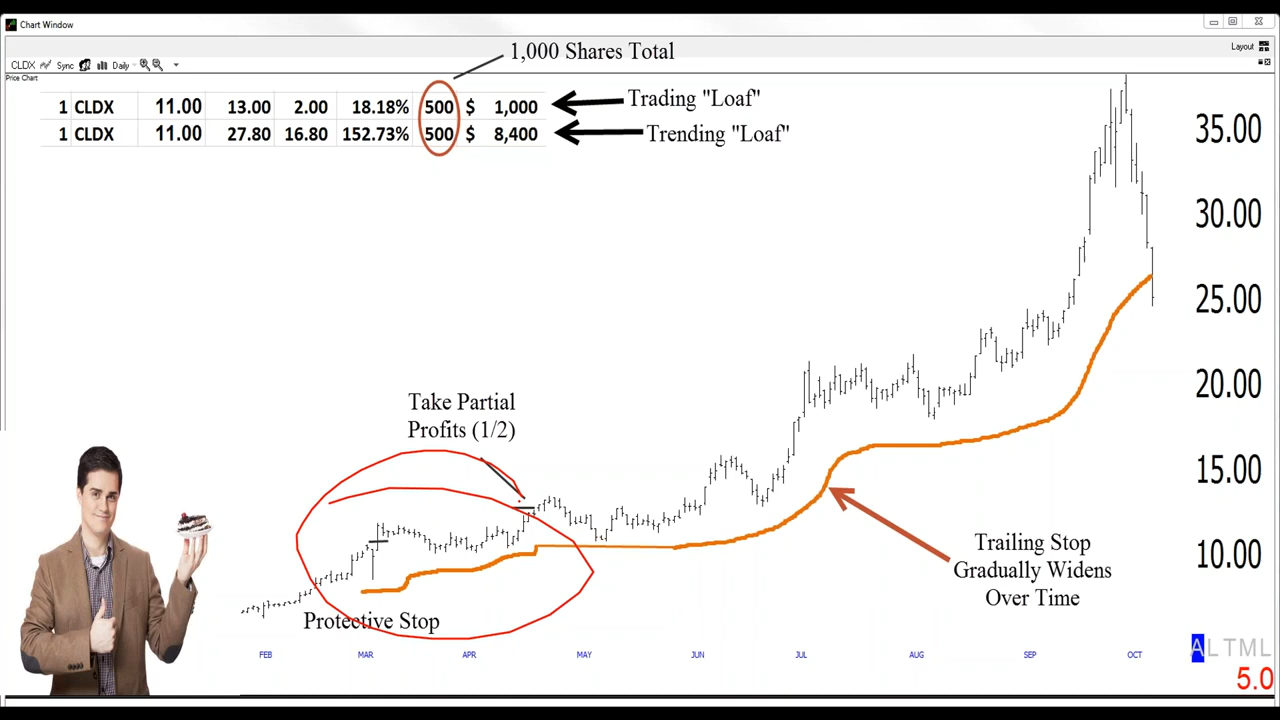 Chart Window
Layout
CLDX Sync Daily
Price Chart
1,000 Shares Total
1 CLDX 11.00 13.00 2.00 18.18% 500 $ 1,000
Trading "Loaf"
1 CLDX 11.00 27.80 16.80 152.73% 500 $ 8,400
Trending "Loaf"
35.00
30.00
25.00
20.00
Take Partial
Profits (1/2)
15.00
10.00
Trailing Stop
Gradually Widens
Over Time
Protective Stop
FEB MAR APR MAY JUN JUL AUG SEP OCT
ALTML
5.0